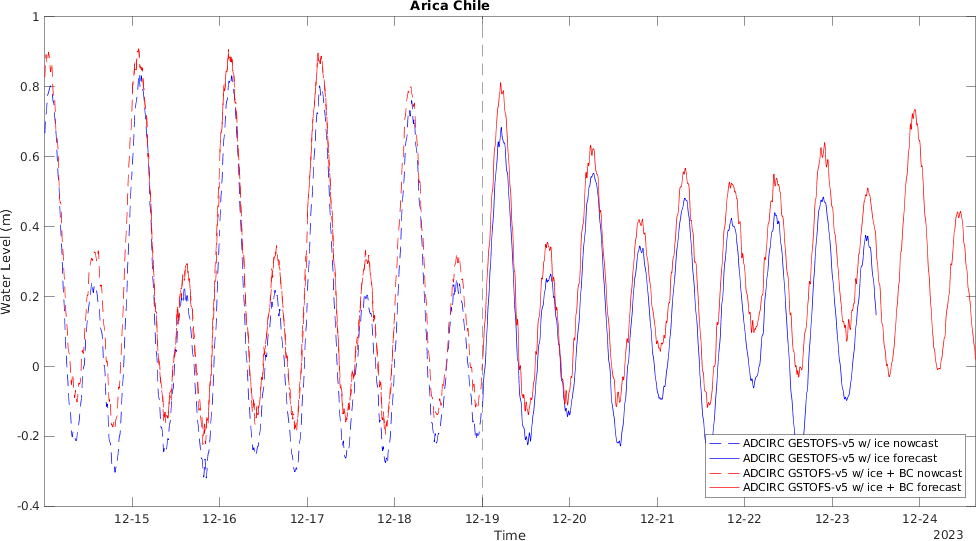 Arica Chile
1
0.8
0.6
0.4
0.2
0
-0.2
-0.4
Water Level (m)
ADCIRC GESTOFS-v5 w/ ice nowcast
ADCIRC GESTOFS-v5 w/ ice forecast
ADCIRC GSTOFS-v5 w/ ice + BC nowcast
ADCIRC GSTOFS-v5 w/ ice + BC forecast
12-15 12-16 12-17 12-18 12-19 12-20 12-21 12-22 12-23 12-24
Time
2023